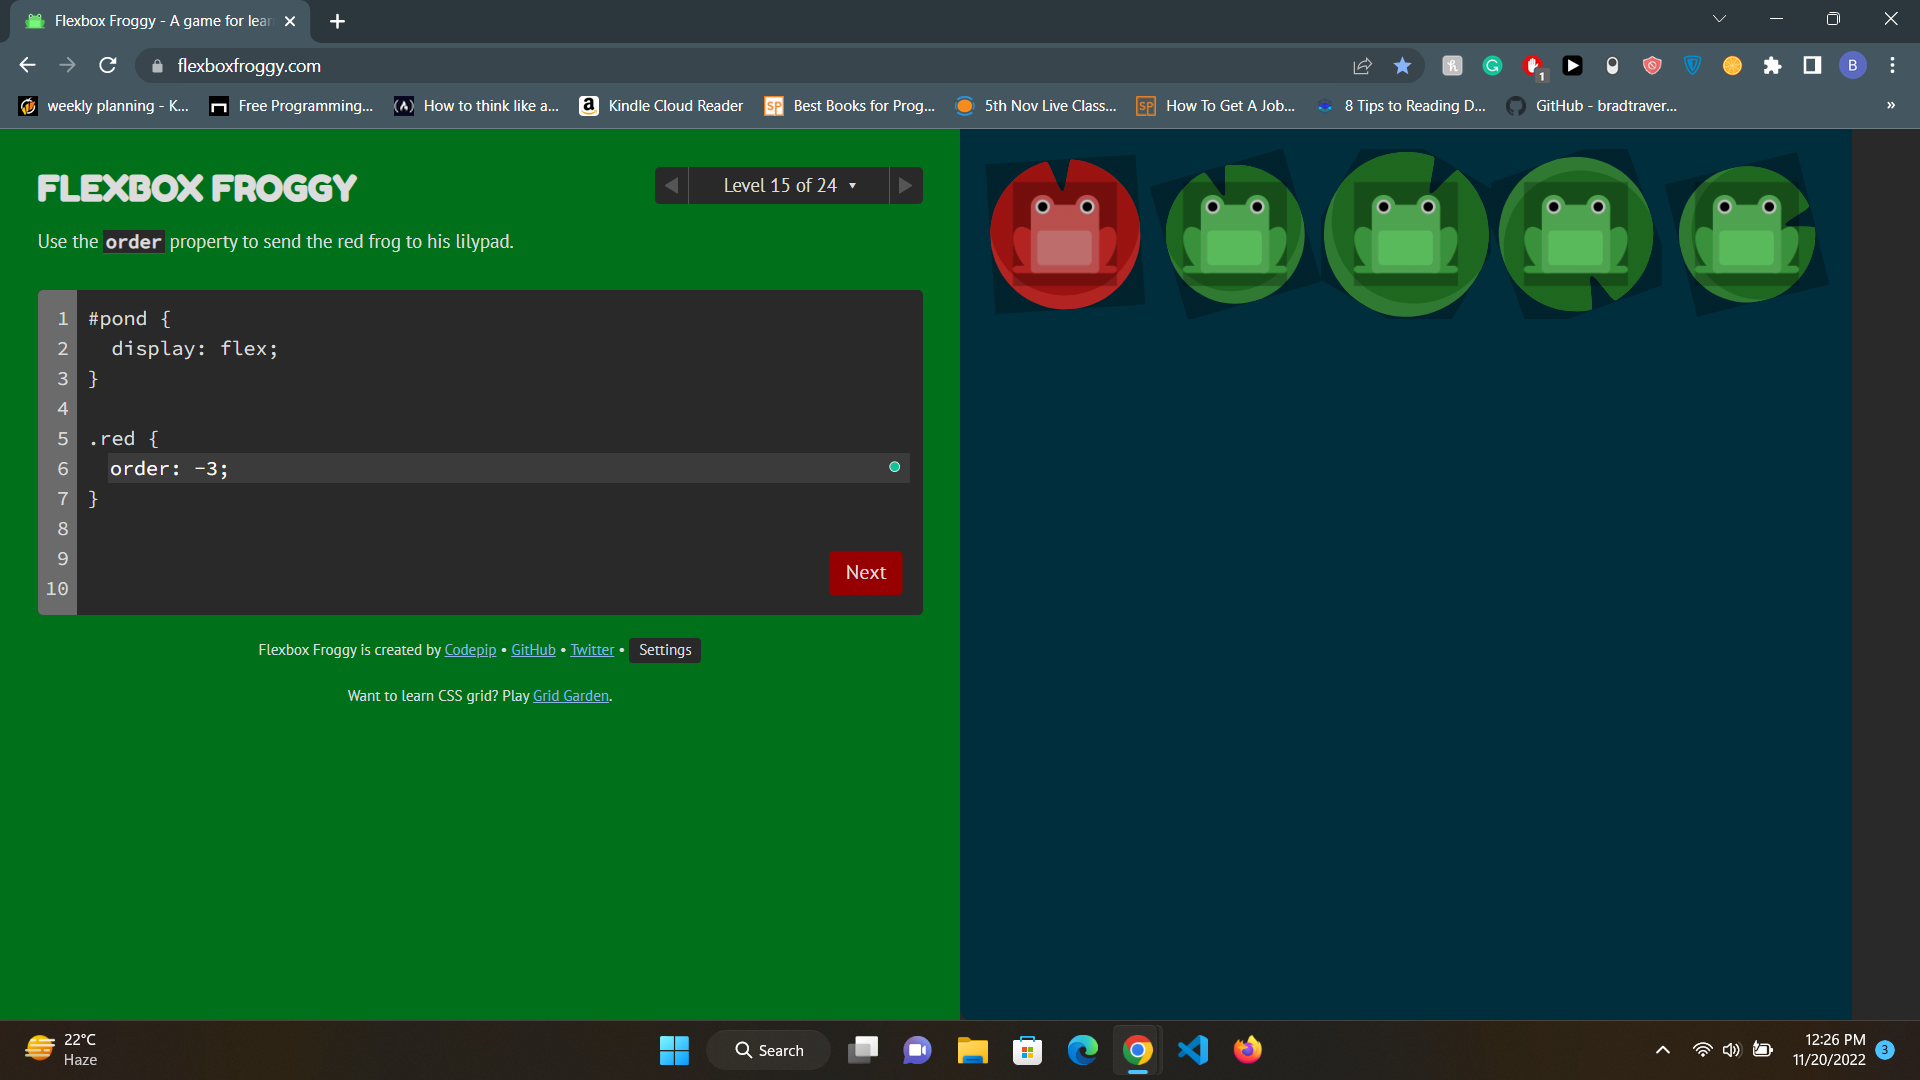 Flexbox Froggy - A game for lear
flexboxfroggy.com
1
B
weekly planning - K...
Free Programming...
How to think like a...
Kindle Cloud Reader
Best Books for Prog...
5th Nov Live Class...
How To Get A Job...
8 Tips to Reading D...
GitHub - bradtraver...
»
FLEXBOX FROGGY
Level 15 of 24
Use the order property to send the red frog to his lilypad.
1 #pond {
2 display: flex;
3 }
4
5 .red {
6 order: -3;
7 }
8
9
10
Next
Flexbox Froggy is created by Codepip • GitHub • Twitter • Settings
Want to learn CSS grid? Play Grid Garden.
22°C
Haze
Search
12:26 PM
11/20/2022
3